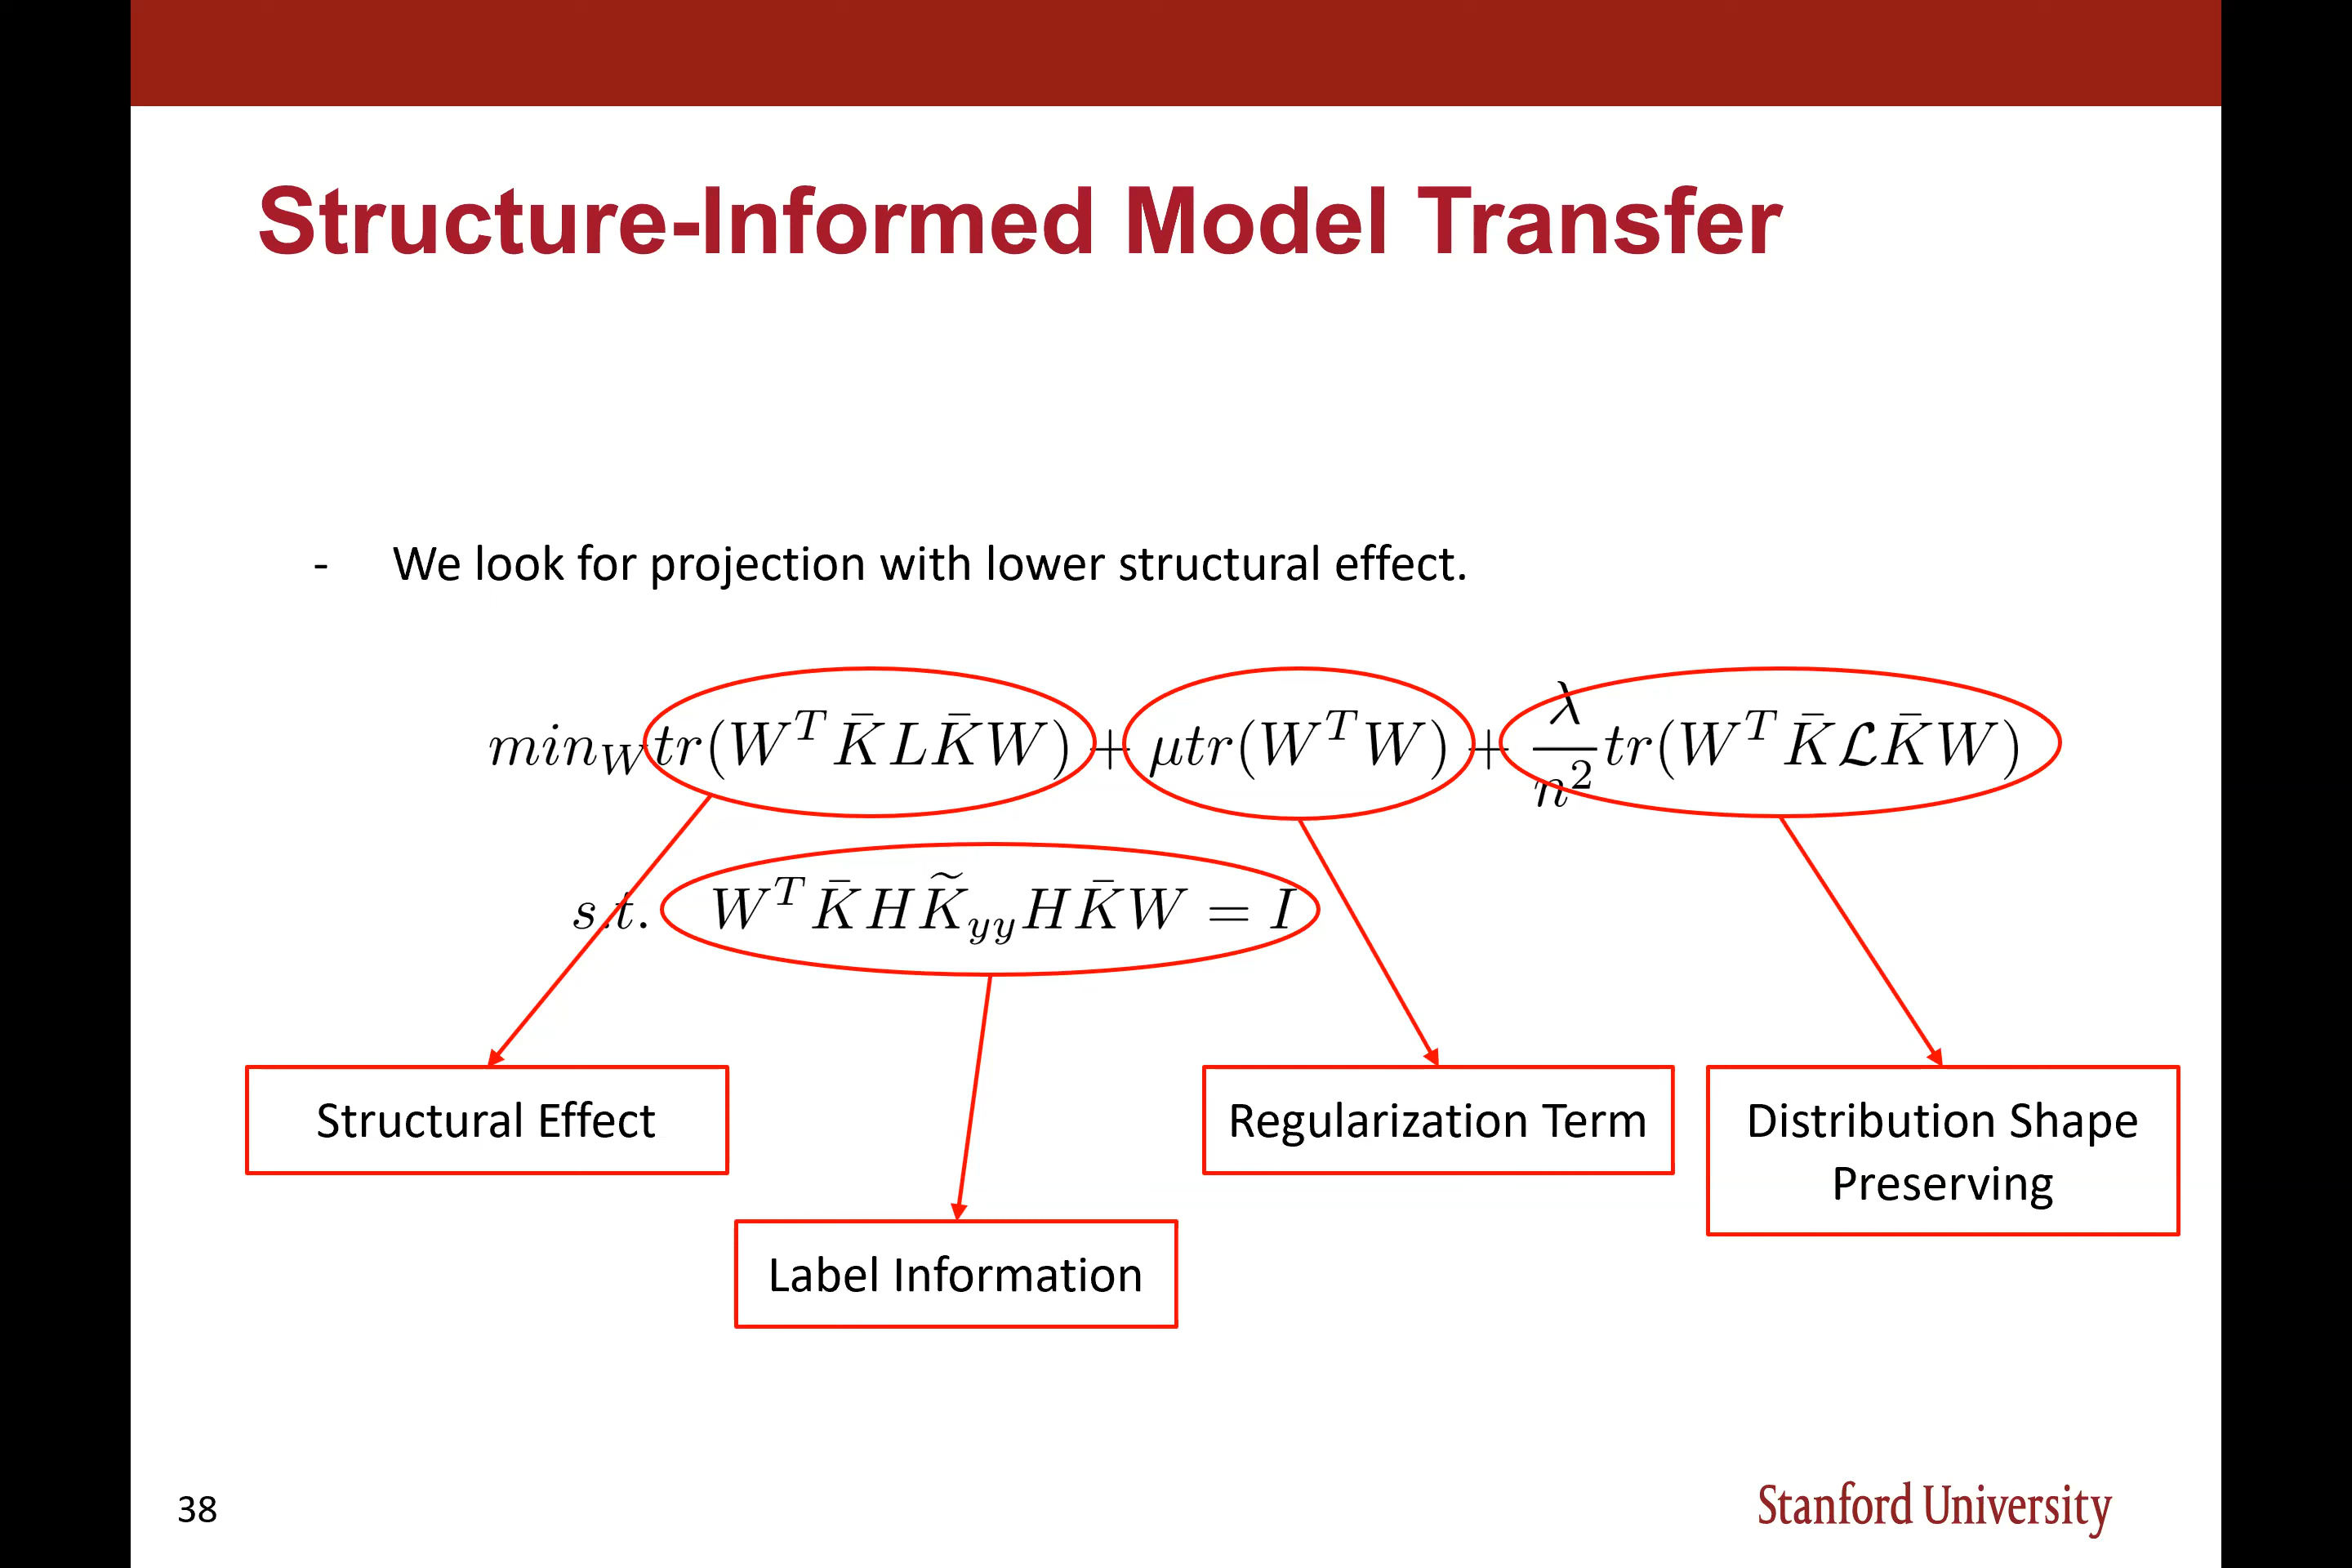 Structure-Informed Model Transfer
- We look for projection with lower structural effect.
min_W tr(W^T K̄ L K̄ W) + μtr(W^T W) + λ/n² tr(W^T K̄ ℒ K̄ W)
s.t. W^T K̄ H K̃_yy H K̄ W = I
Structural Effect
Regularization Term
Distribution Shape
Preserving
Label Information
38
Stanford University